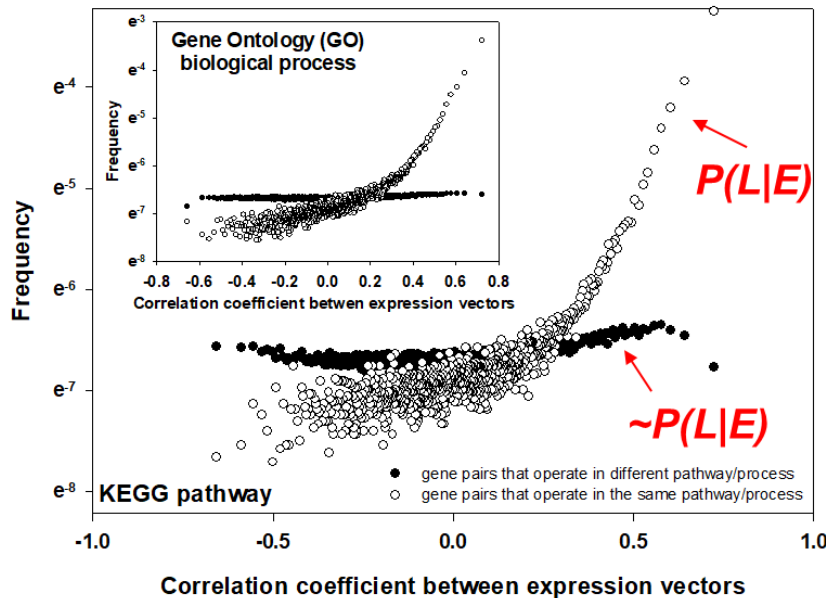 Gene Ontology (GO)
biological process
Frequency
e-3
e-4
e-5
e-6
e-7
e-8
-0.8 -0.6 -0.4 -0.2 0.0 0.2 0.4 0.6 0.8
Correlation coefficient betwen expression vectors
Frequency
e-4
e-5
e-6
e-7
e-8
P(L|E)
~P(L|E)
gene pairs that operate in different pathway/process
gene pairs that operate in the same pathway/process
KEGG pathway
-1.0 -0.5 0.0 0.5 1.0
Correlation coefficient between expression vectors